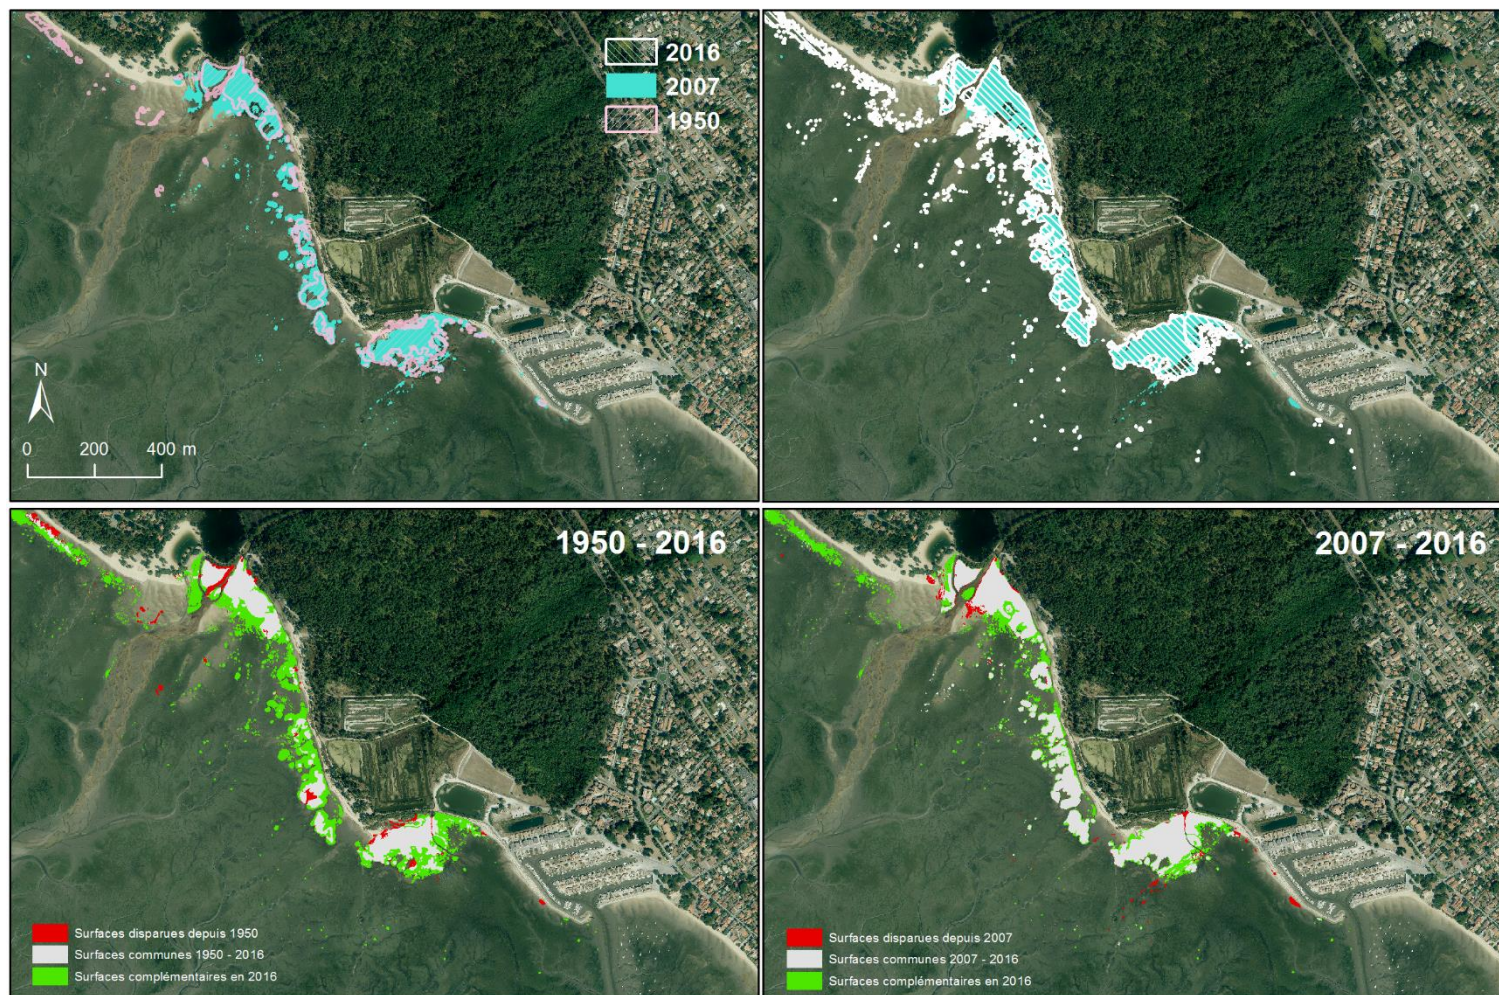 2016
2007
1950
N
0 200 400 m
1950 - 2016
2007 - 2016
Surfaces disparues depuis 1950
Surfaces communes 1950 - 2016
Surfaces complémentaires en 2016
Surfaces disparues depuis 2007
Surfaces communes 2007 - 2016
Surfaces complémentaires en 2016